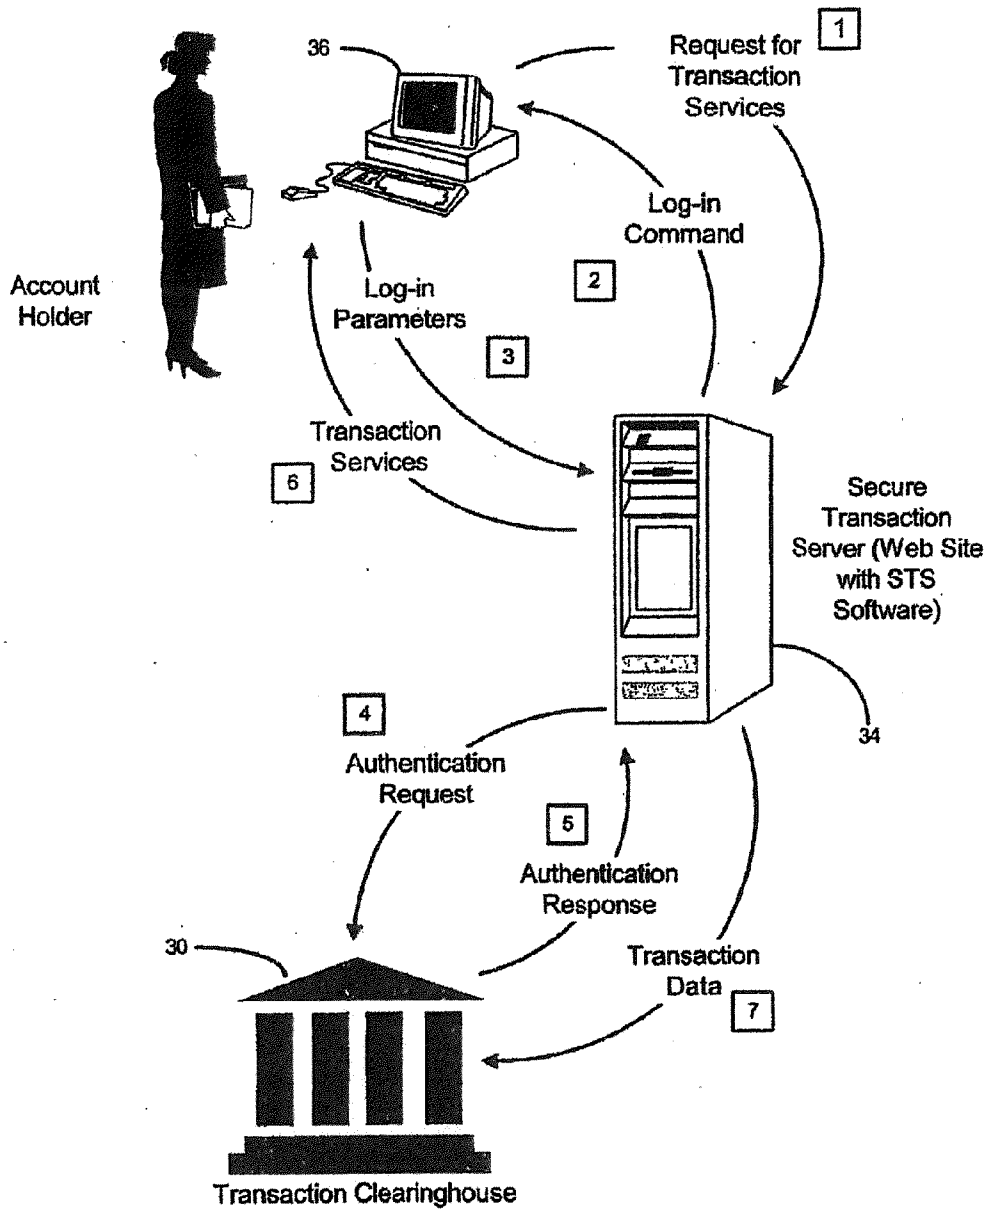 1
36
Request for
Transaction
Services
Log-in
Command
2
Account
Holder
Log-in
Parameters
3
Transaction
Services
6
Secure
Transaction
Server (Web Site
with STS
Software)
34
4
Authentication
Request
5
Authentication
Response
30
Transaction
Data
7
Transaction Clearinghouse